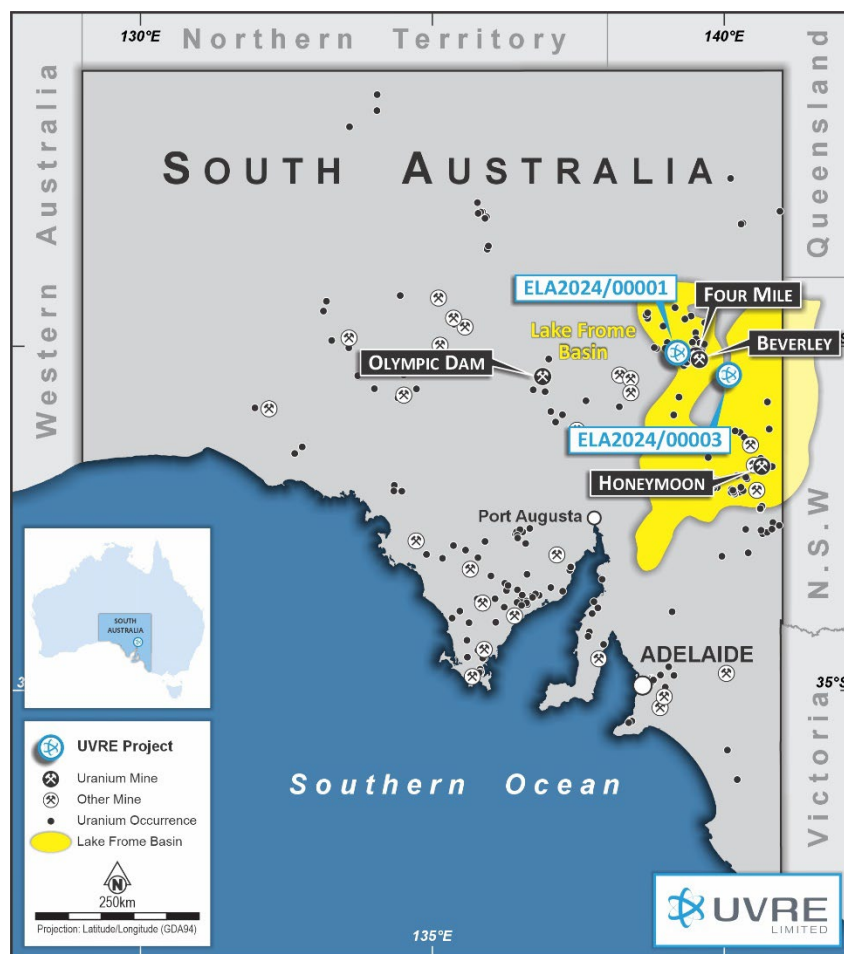 130°E
140°E
Northern Territory
Western Australia
Queensland
SOUTH AUSTRALIA
ELA2024/00001
FOUR MILE
Lake Frome
Basin
BEVERLEY
OLYMPIC DAM
ELA2024/00003
HONEYMOON
Port Augusta
N.S.W
SOUTH
AUSTRALIA
ADELAIDE
35°S
Victoria
UVRE Project
Uranium Mine
Other Mine
Uranium Occurrence
Lake Frome Basin
N
250km
Projection: Latitude/Longitude (GDA94)
Southern Ocean
135°E
UVRE
LIMITED